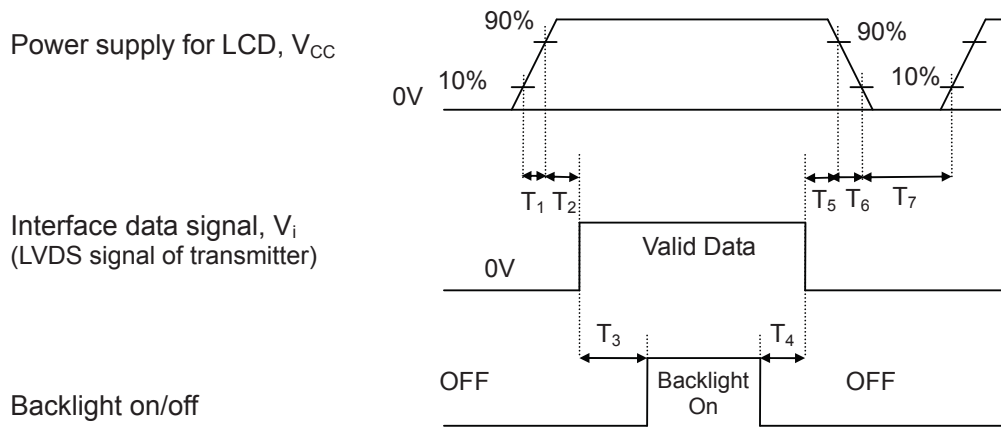 90%
Power supply for LCD, VCC
90%
10%
10%
0V
T1 T2
T5 T6 T7
Interface data signal, Vi
(LVDS signal of transmitter)
Valid Data
0V
T3
T4
OFF
Backlight
On
OFF
Backlight on/off